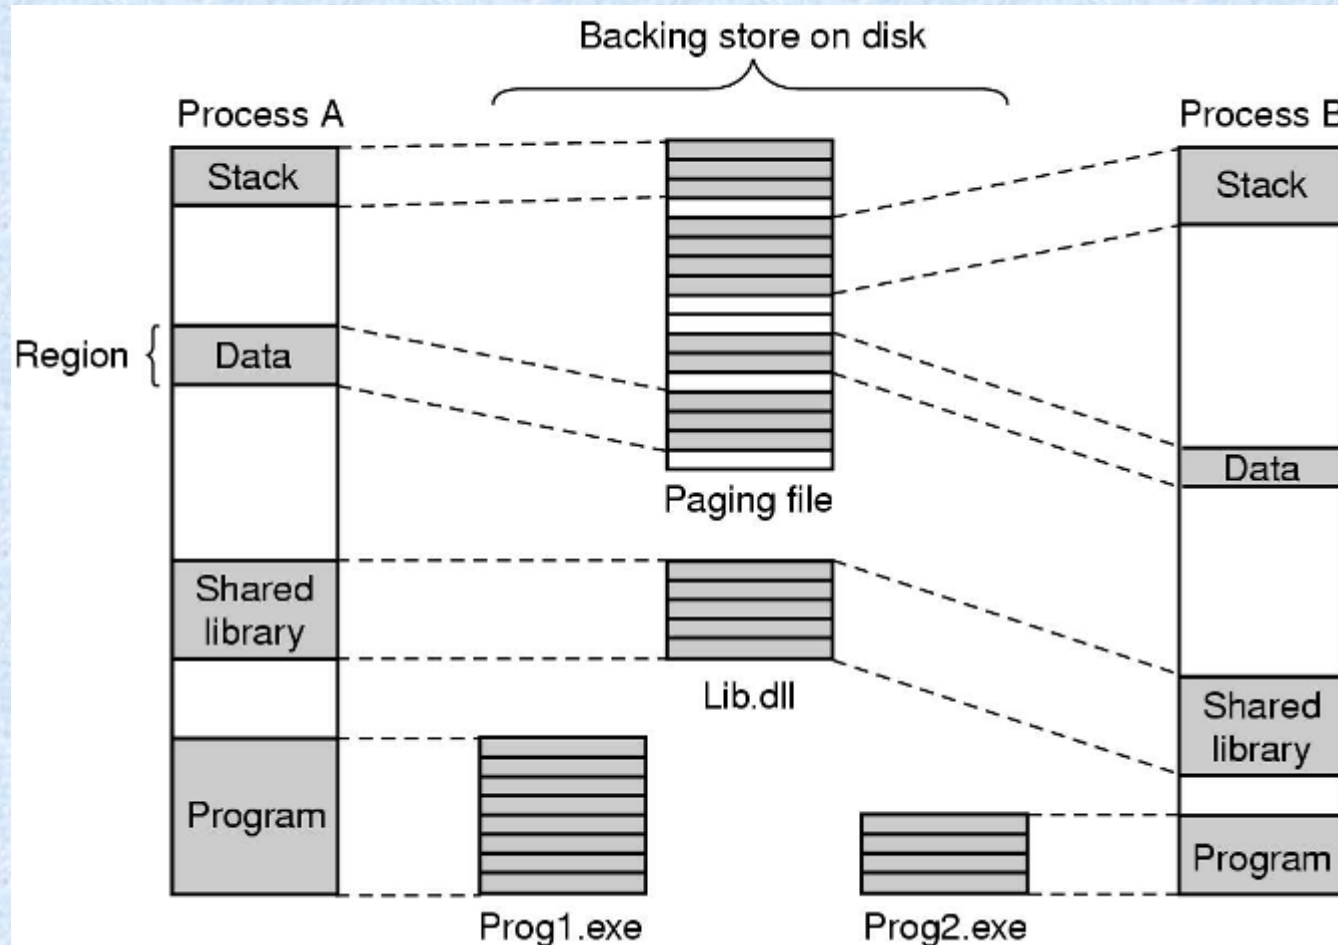 Backing store on disk
Process A
Process B
Stack
Stack
Region
Data
Data
Paging file
Shared
library
Lib.dll
Shared
library
Program
Program
Prog1.exe
Prog2.exe